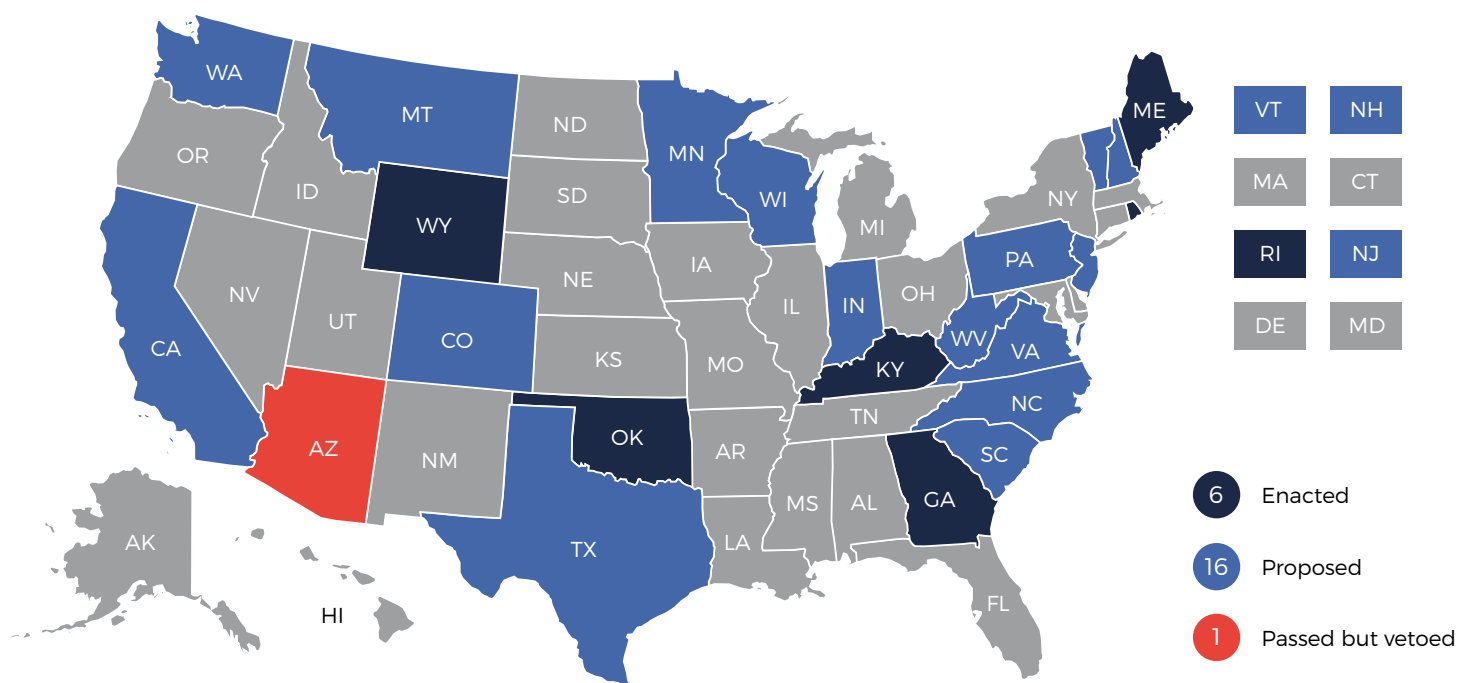 WA
MT
ND
MN
ME
VT
NH
OR
ID
SD
WI
MI
NY
MA
CT
WY
NE
IA
PA
RI
NJ
NV
UT
CO
IL
IN
OH
WV
VA
DE
MD
CA
KS
MO
KY
NC
AZ
NM
OK
AR
TN
SC
MS
AL
GA
6 Enacted
AK
TX
LA
16 Proposed
HI
FL
1 Passed but vetoed